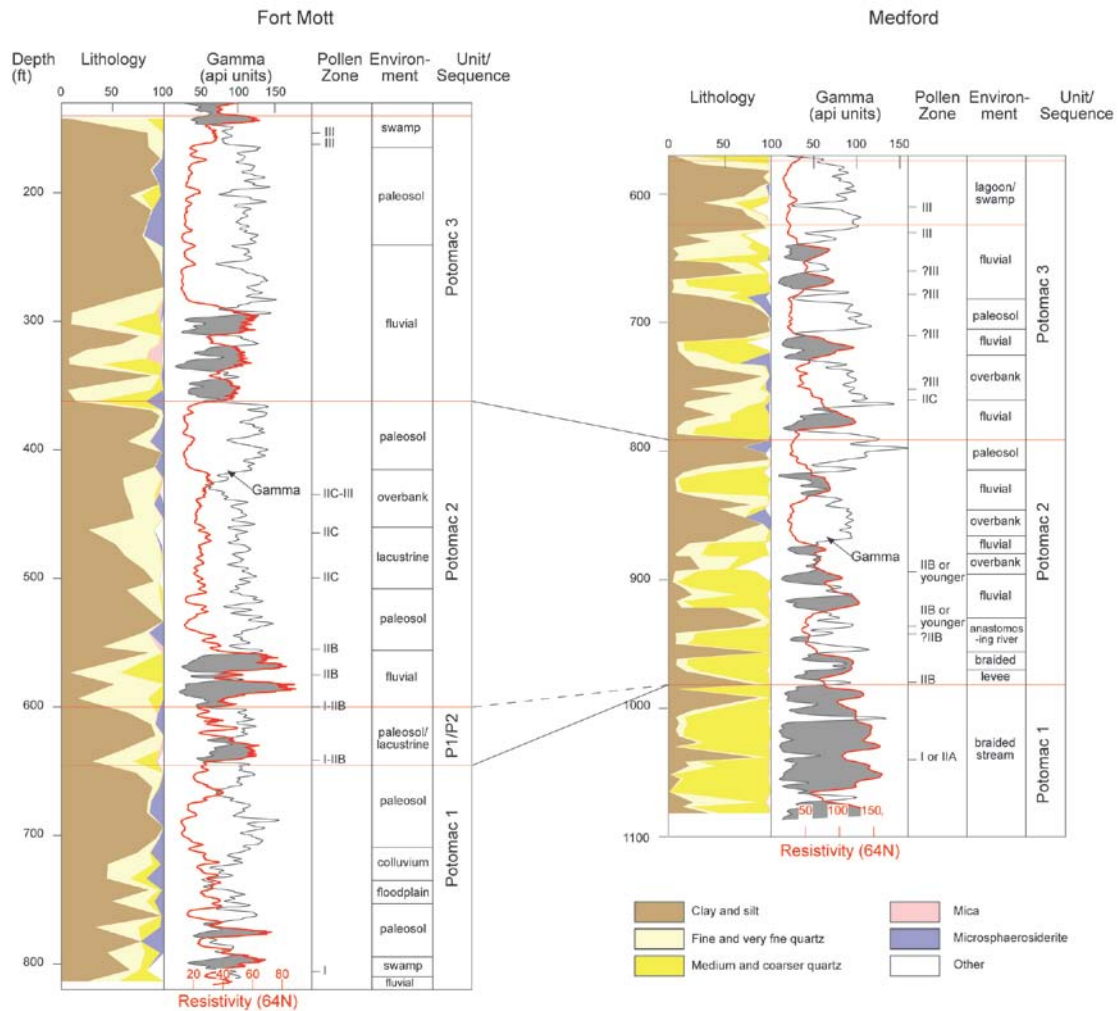 Fort Mott
Medford
Depth (ft)
Lithology
Gamma (api units)
Pollen Zone
Environ-
ment
Unit/
Sequence
0 50 100
50 100 150
200
300
400
500
600
700
800
III
III
IIC-III
IIC
IIC
IIB
IIB
I-IIB
I-IIB
I
swamp
paleosol
fluvial
paleosol
overbank
lacustrine
paleosol
fluvial
paleosol/
lacustrine
paleosol
colluvium
floodplain
paleosol
swamp
fluvial
Potomac 3
Potomac 2
P1/P2
Potomac 1
Gamma
20 40 60 80
Resistivity (64N)
Lithology
Gamma
(api units)
Pollen
Zone
Environ-
ment
Unit/
Sequence
0 50 100
50 100 150
600
700
800
900
1000
1100
III
III
?III
?III
?III
?III
IIC
IIB or
younger
IIB or
younger
?IIB
IIB
I or IIA
lagoon/
swamp
fluvial
paleosol
fluvial
overbank
fluvial
paleosol
fluvial
overbank
fluvial
overbank
fluvial
anastomos
-ing river
braided
levee
braided
stream
Potomac 3
Potomac 2
Potomac 1
Gamma
50 100 150
Resistivity (64N)
Clay and silt
Fine and very fne quartz
Medium and coarser quartz
Mica
Microsphaerosiderite
Other